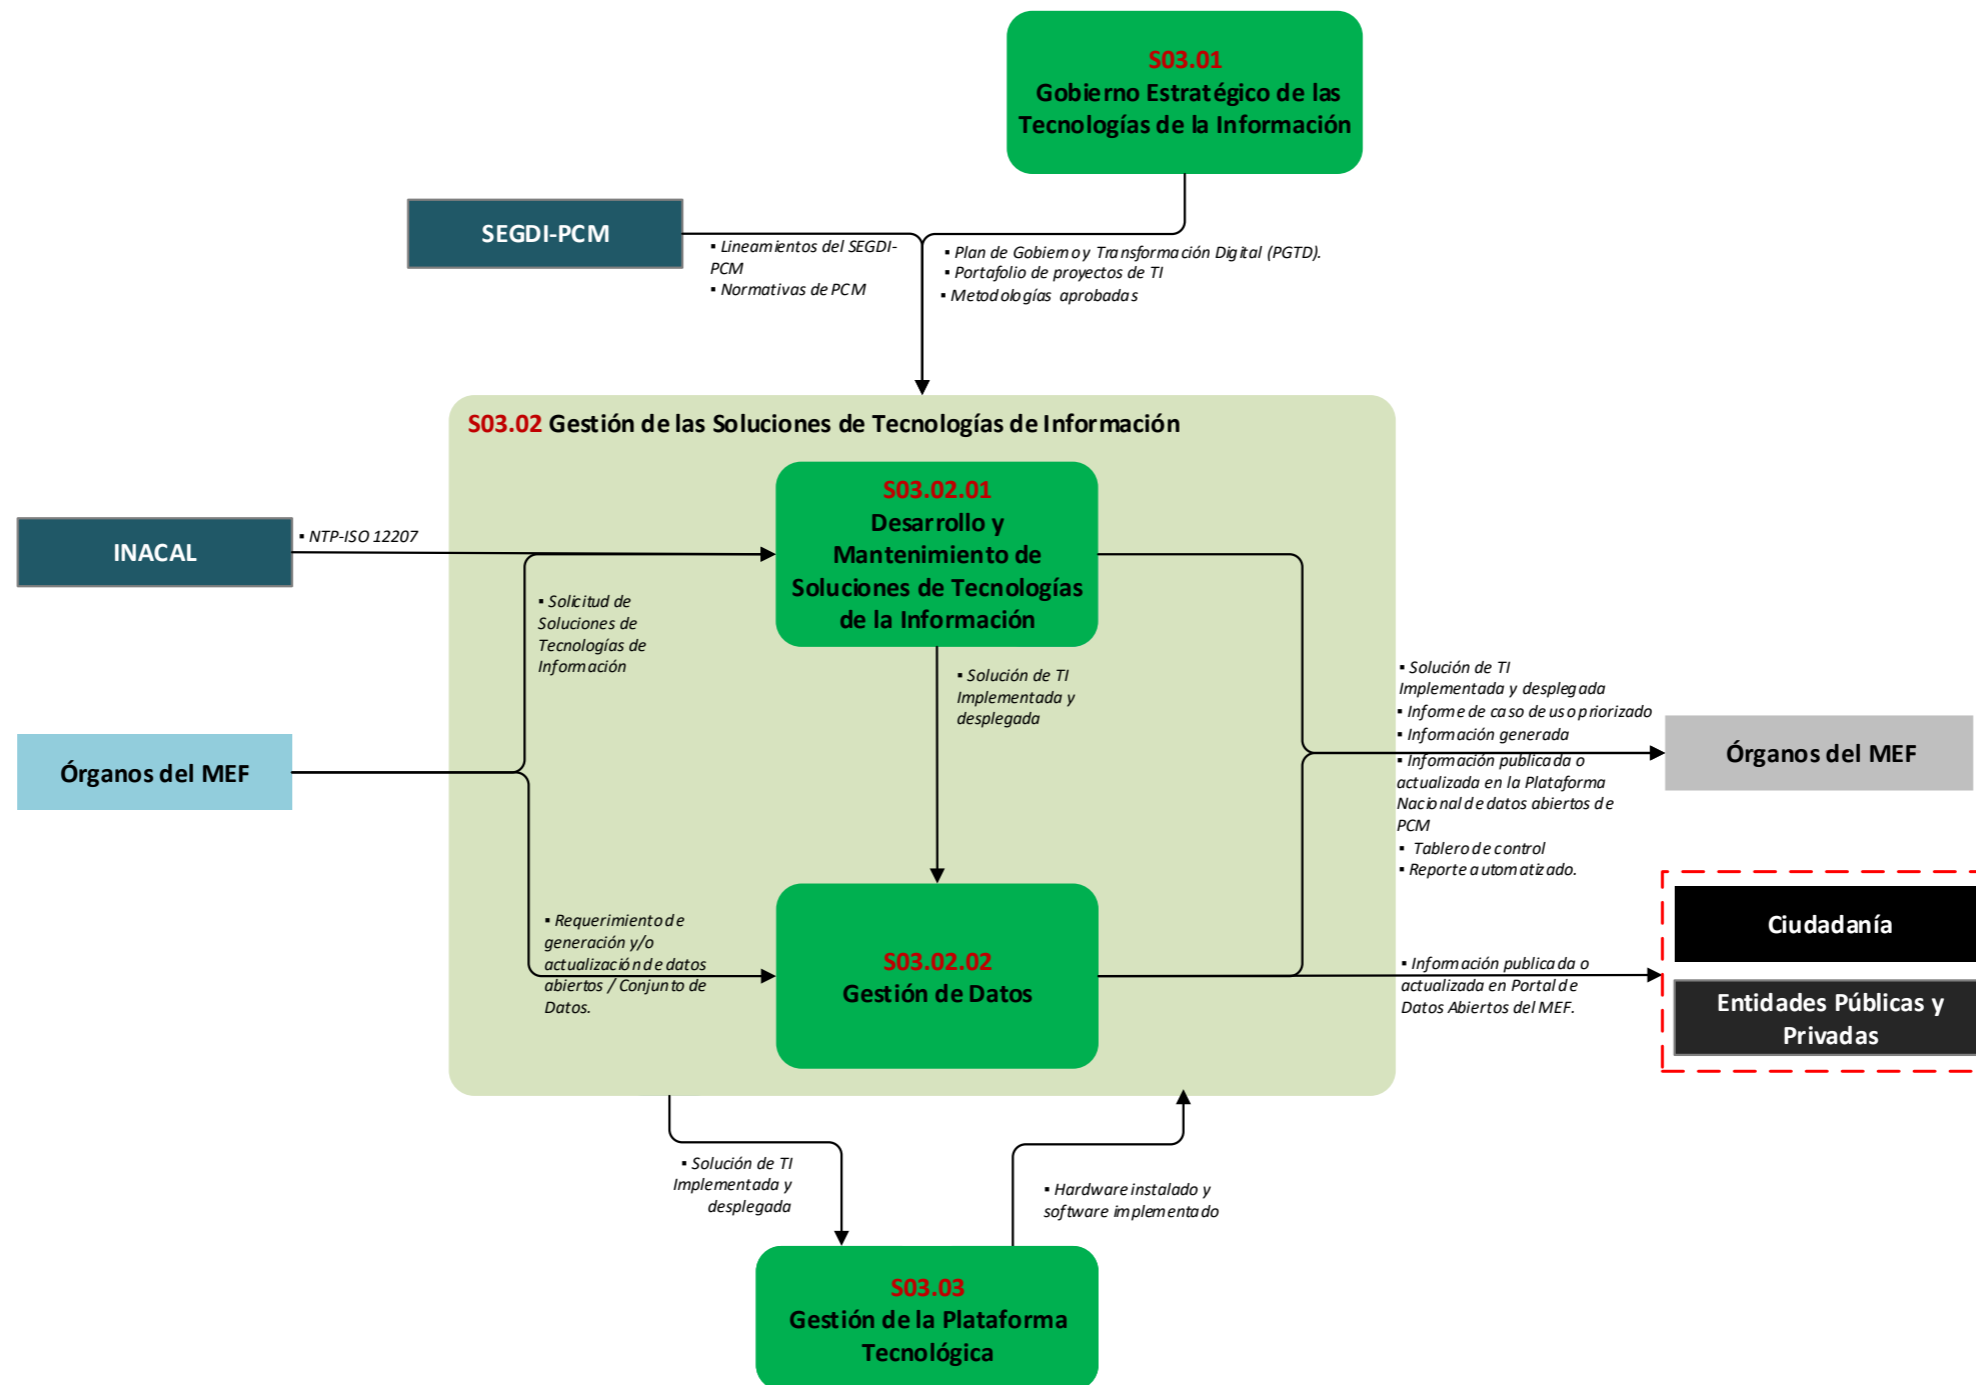 S03.01
Gobierno Estratégico de las
Tecnologías de la Información
SEGDI-PCM
▪ Lineamientos del SEGDI-
PCM
▪ Normativas de PCM
▪ Plan de Gobierno y Transformación Digital (PGTD).
▪ Portafolio de proyectos de TI
▪ Metodologías aprobadas
S03.02 Gestión de las Soluciones de Tecnologías de Información
S03.02.01
Desarrollo y
Mantenimiento de
Soluciones de Tecnologías
de la Información
INACAL
▪ NTP-ISO 12207
▪ Solicitud de
Soluciones de
Tecnologías de
Información
▪ Solución de TI
Implementada y
desplegada
Órganos del MEF
▪ Solución de TI
Implementada y desplegada
▪ Informe de caso de uso priorizado
▪ Información generada
▪ Información publicada o
actualizada en la Plataforma
Nacional de datos abiertos de
PCM
▪ Tablero de control
▪ Reporte automatizado.
Órganos del MEF
▪ Requerimiento de
generación y/o
actualización de datos
abiertos / Conjunto de
Datos.
S03.02.02
Gestión de Datos
▪ Información publicada o
actualizada en Portal de
Datos Abiertos del MEF.
Ciudadanía
Entidades Públicas y
Privadas
▪ Solución de TI
Implementada y
desplegada
▪ Hardware instalado y
software implementado
S03.03
Gestión de la Plataforma
Tecnológica